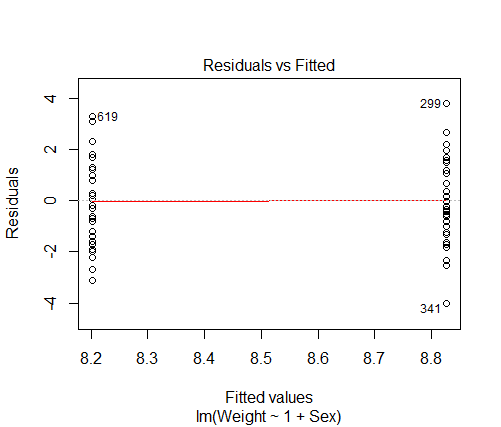 Residuals vs Fitted
4
2
0
-2
-4
Residuals
619
299
341
8.2 8.3 8.4 8.5 8.6 8.7 8.8
Fitted values
lm(Weight ~ 1 + Sex)